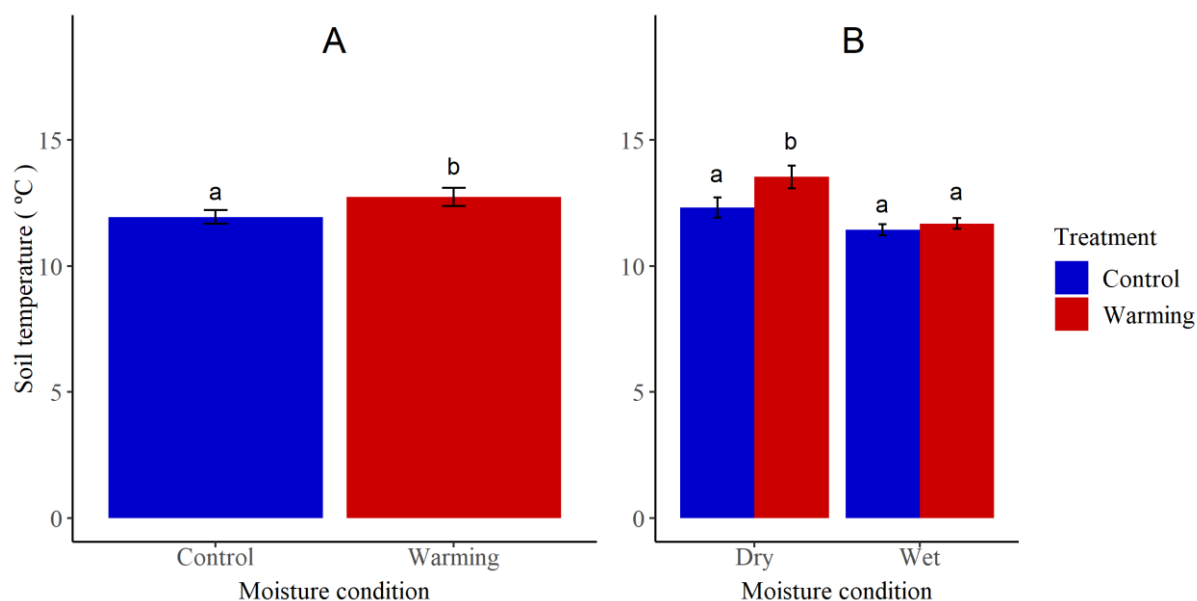 A
B
Soil temperature ( ºC )
15
10
5
0
a
b
Control
Warming
Moisture condition
15
10
5
0
a
b
a
a
Dry
Wet
Moisture condition
Treatment
Control
Warming